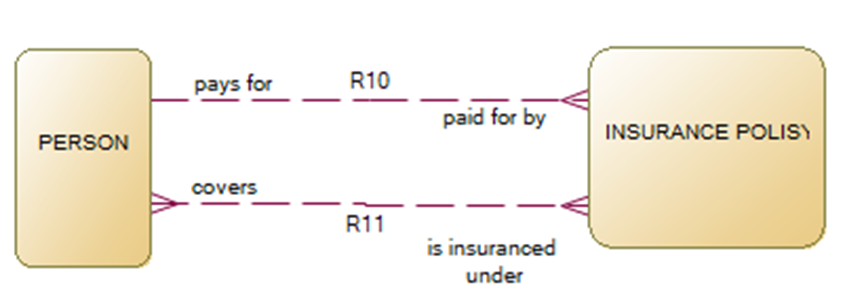 pays for
R10
paid for by
PERSON
INSURANCE POLISY
covers
R11
is insuranced
under